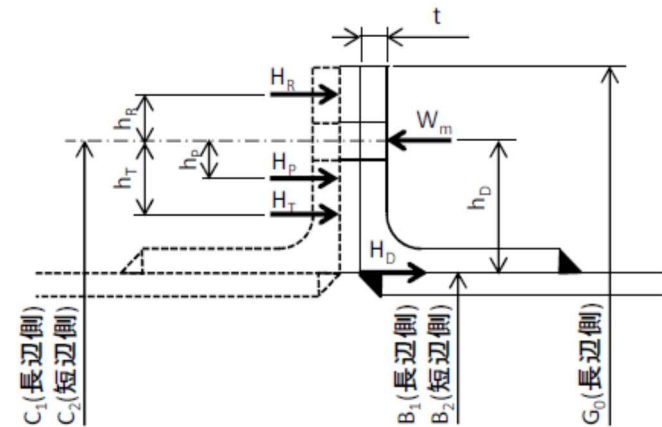 t
H_R
h_R
W_m
h_P
h_T
H_P
H_T
h_D
H_D
C_1(長辺側)
C_2(短辺側)
B_1(長辺側)
B_2(短辺側)
G_0(長辺側)